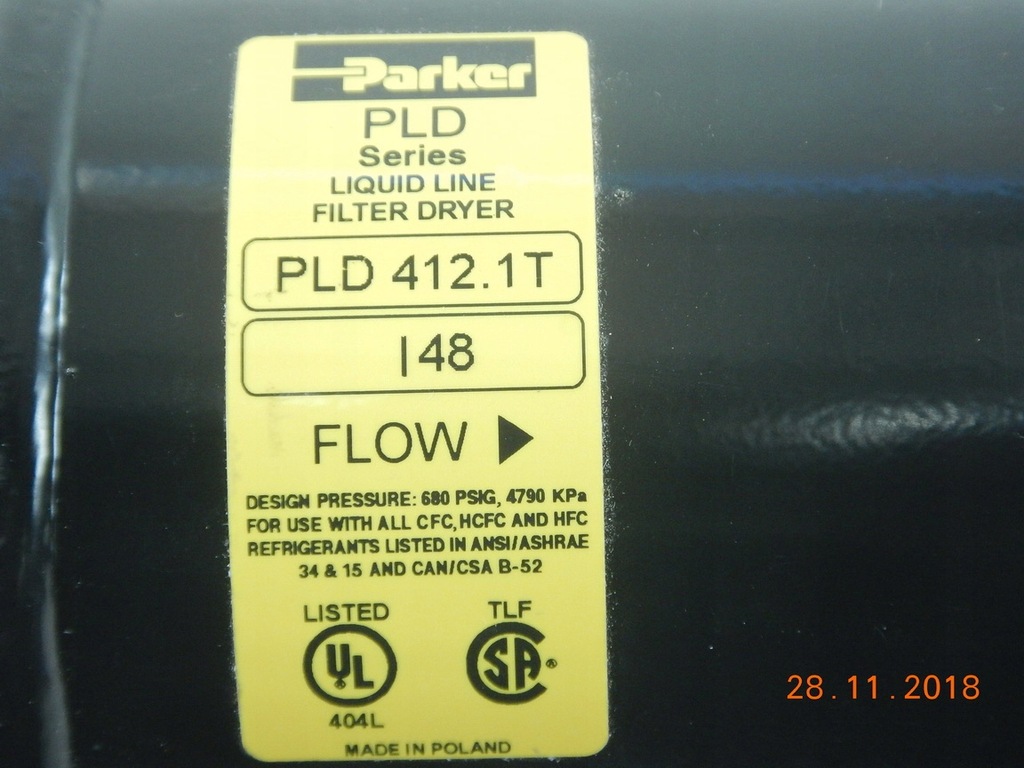 Parker
PLD
Series
LIQUID LINE
FILTER DRYER
PLD 412.1T
I48
FLOW ▶
DESIGN PRESSURE: 680 PSIG, 4790 KPa
FOR USE WITH ALL CFC, HCFC AND HFC
REFRIGERANTS LISTED IN ANSI/ASHRAE
34 & 15 AND CAN/CSA B-52
LISTED TLF
UL® SA®
404L
MADE IN POLAND
28.11.2018